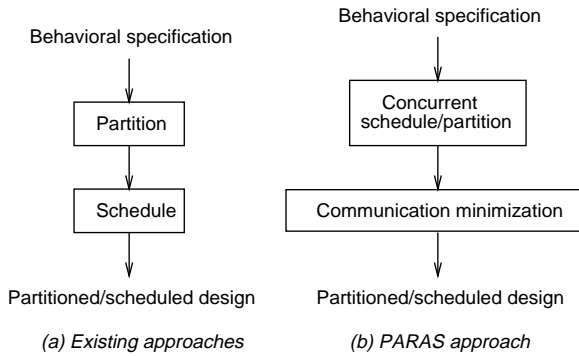 Behavioral specification
Partition
Schedule
Partitioned/scheduled design
(a) Existing approaches
Behavioral specification
Concurrent
schedule/partition
Communication minimization
Partitioned/scheduled design
(b) PARAS approach